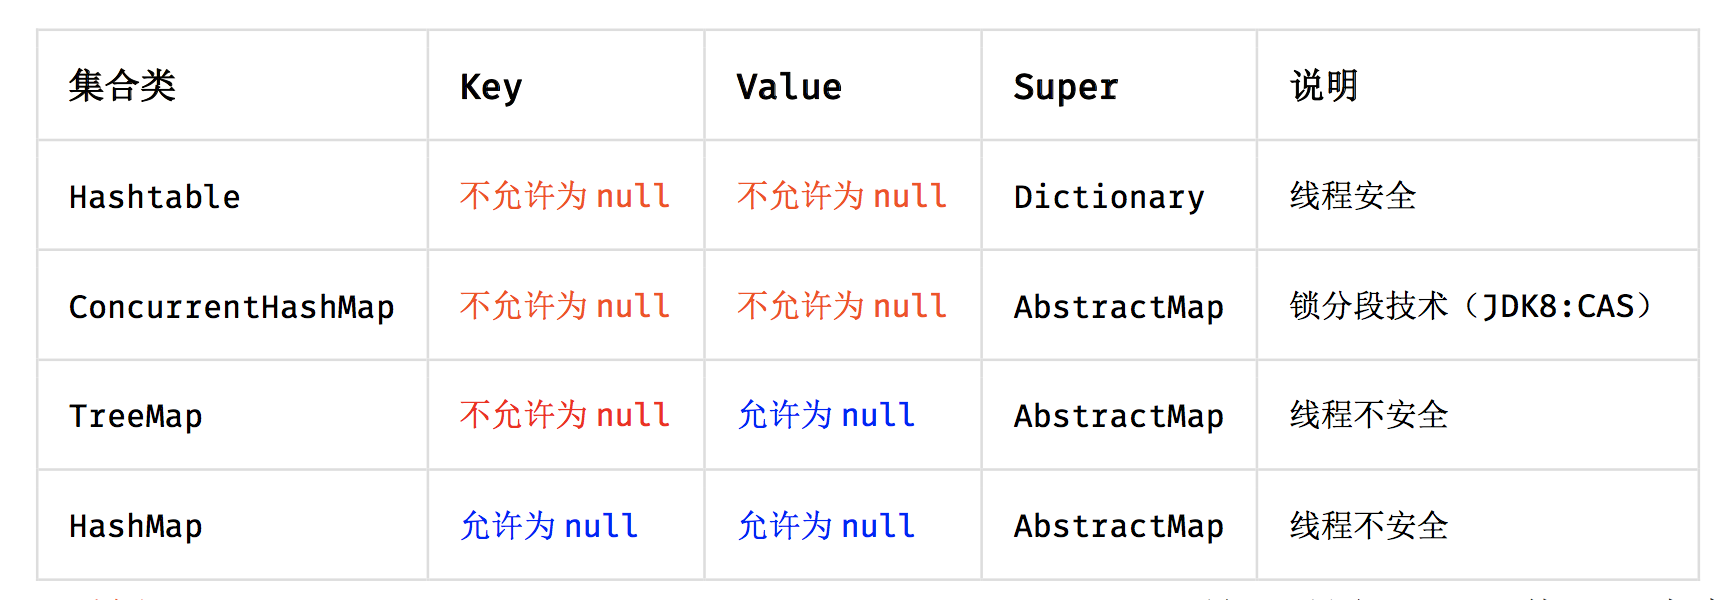 集合类 Key Value Super 说明
Hashtable 不允许为 null 不允许为 null Dictionary 线程安全
ConcurrentHashMap 不允许为 null 不允许为 null AbstractMap 锁分段技术（JDK8:CAS）
TreeMap 不允许为 null 允许为 null AbstractMap 线程不安全
HashMap 允许为 null 允许为 null AbstractMap 线程不安全